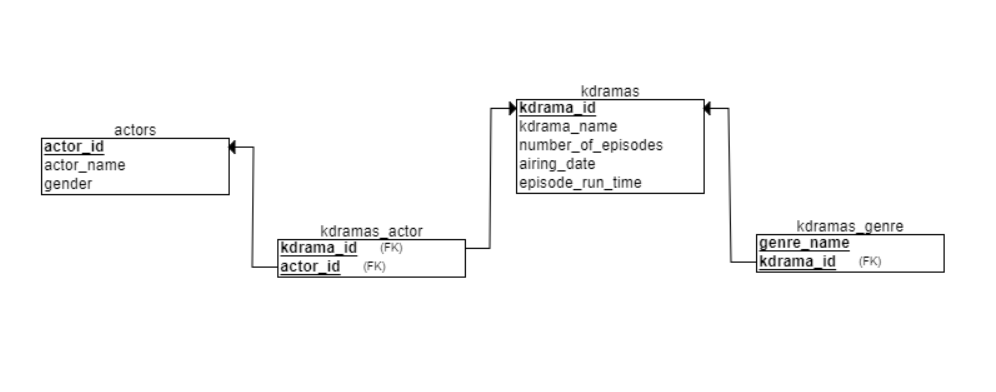 actors
actor_id
actor_name
gender
kdramas_actor
kdrama_id (FK)
actor_id (FK)
kdramas
kdrama_id
kdrama_name
number_of_episodes
airing_date
episode_run_time
kdramas_genre
genre_name
kdrama_id (FK)